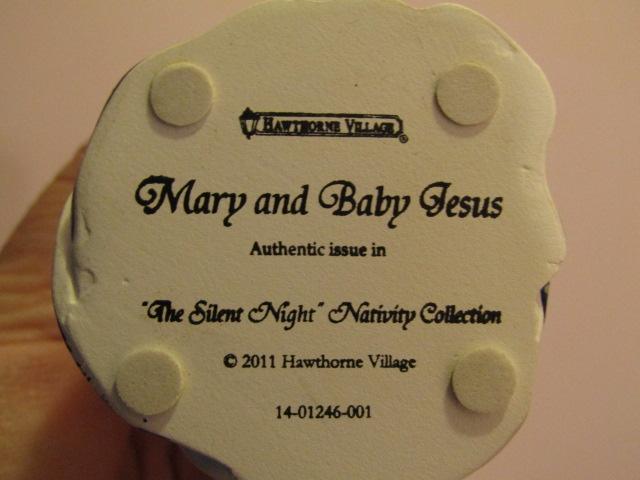 HAWTHORNE VILLAGE®
Mary and Baby Jesus
Authentic issue in
"The Silent Night" Nativity Collection
© 2011 Hawthorne Village
14-01246-001